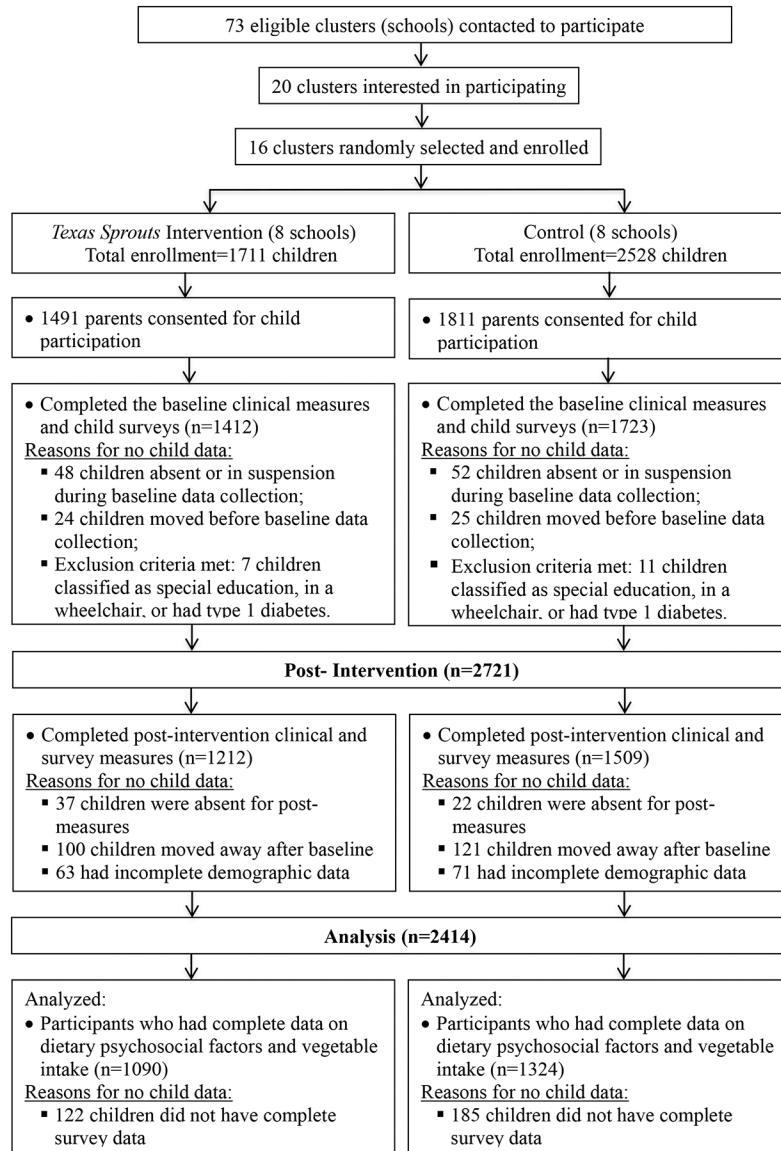 73 eligible clusters (schools) contacted to participate
20 clusters interested in participating
16 clusters randomly selected and enrolled
Texas Sprouts Intervention (8 schools)
Total enrollment=1711 children
Control (8 schools)
Total enrollment=2528 children
• 1491 parents consented for child
participation
• 1811 parents consented for child
participation
• Completed the baseline clinical measures
and child surveys (n=1412)
Reasons for no child data:
▪ 48 children absent or in suspension
during baseline data collection;
▪ 24 children moved before baseline data
collection;
▪ Exclusion criteria met: 7 children
classified as special education, in a
wheelchair, or had type 1 diabetes.
• Completed the baseline clinical measures
and child surveys (n=1723)
Reasons for no child data:
▪ 52 children absent or in suspension
during baseline data collection;
▪ 25 children moved before baseline data
collection;
▪ Exclusion criteria met: 11 children
classified as special education, in a
wheelchair, or had type 1 diabetes.
Post- Intervention (n=2721)
• Completed post-intervention clinical and
survey measures (n=1212)
Reasons for no child data:
▪ 37 children were absent for post-
measures
▪ 100 children moved away after baseline
▪ 63 had incomplete demographic data
• Completed post-intervention clinical and
survey measures (n=1509)
Reasons for no child data:
▪ 22 children were absent for post-
measures
▪ 121 children moved away after baseline
▪ 71 had incomplete demographic data
Analysis (n=2414)
Analyzed:
• Participants who had complete data on
dietary psychosocial factors and vegetable
intake (n=1090)
Reasons for no child data:
▪ 122 children did not have complete
survey data
Analyzed:
• Participants who had complete data on
dietary psychosocial factors and vegetable
intake (n=1324)
Reasons for no child data:
▪ 185 children did not have complete
survey data